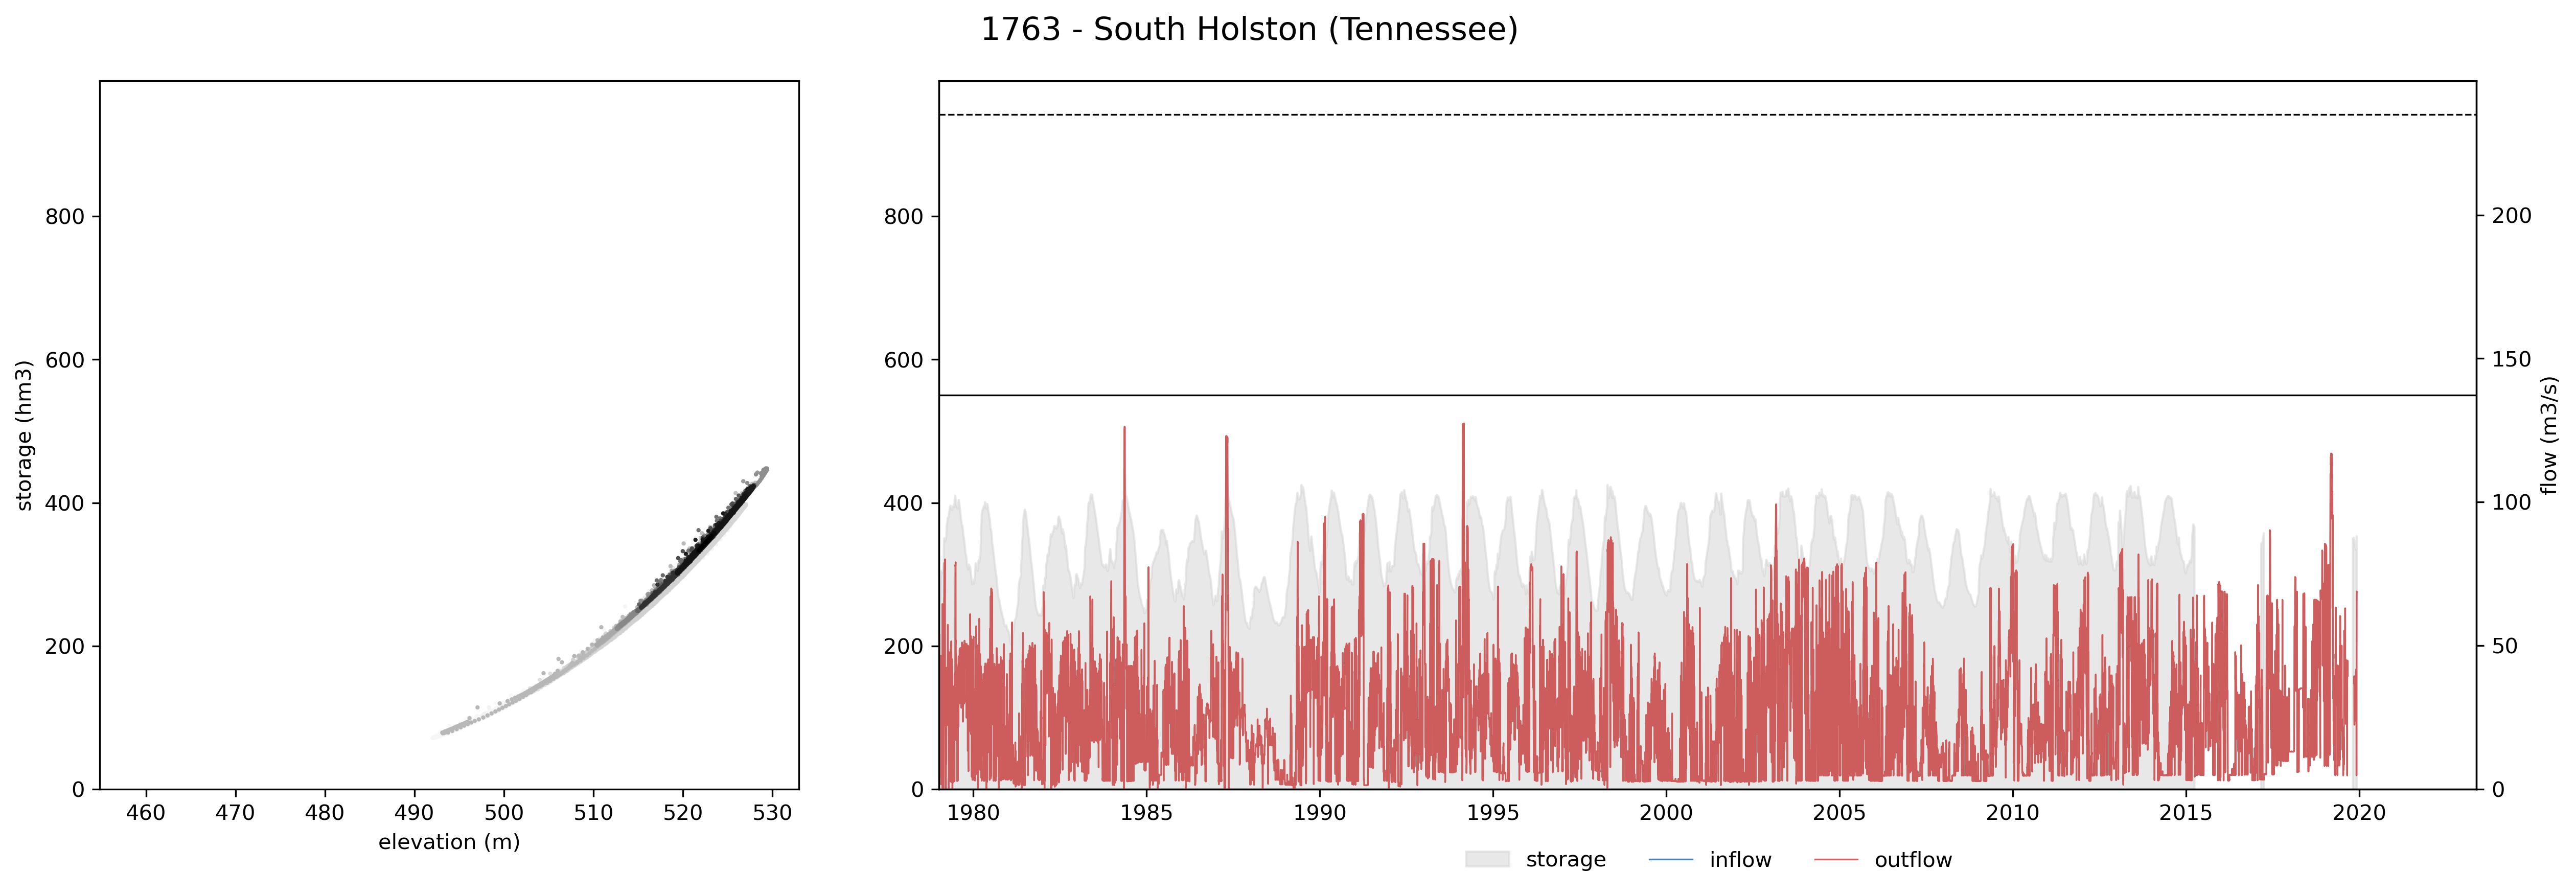 1763 - South Holston (Tennessee)
800
600
400
200
0
storage (hm3)
460 470 480 490 500 510 520 530
elevation (m)
800
600
400
200
0
1980 1985 1990 1995 2000 2005 2010 2015 2020
200
150
100
50
0
flow (m3/s)
storage inflow outflow